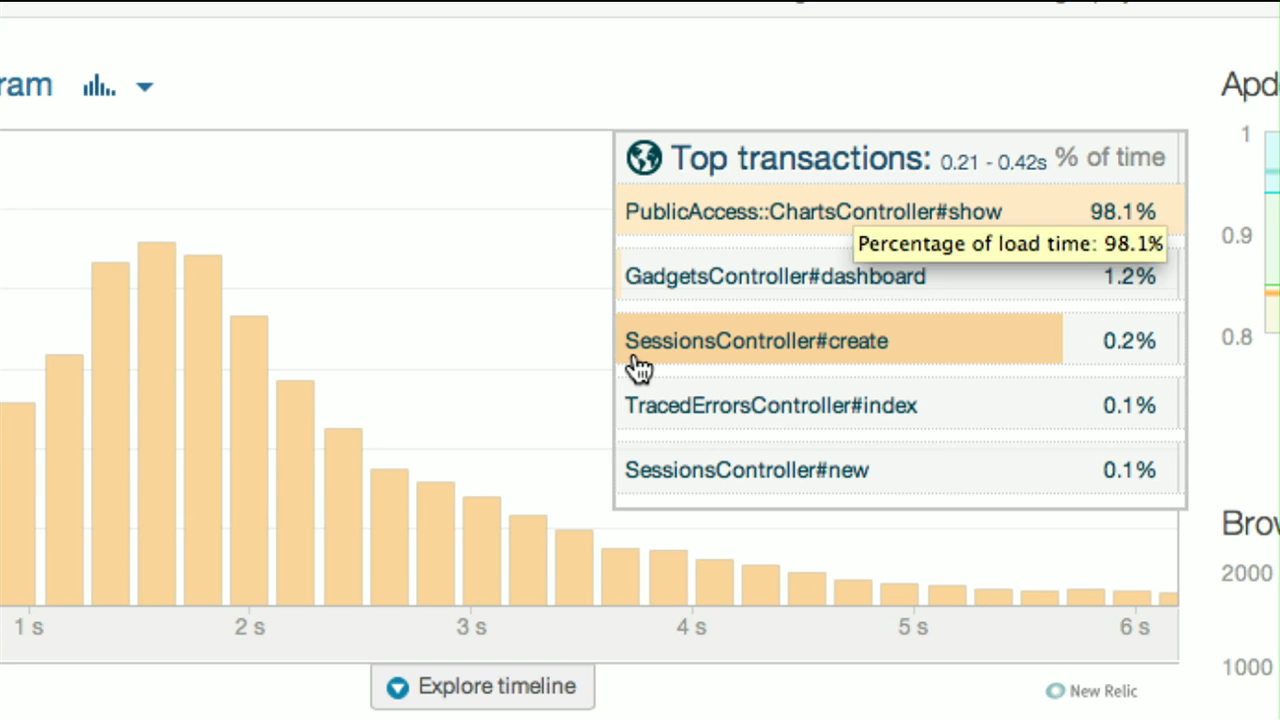 ram
Top transactions: 0.21 - 0.42s % of time
PublicAccess::ChartsController#show 98.1%
Percentage of load time: 98.1%
GadgetsController#dashboard 1.2%
SessionsController#create 0.2%
TracedErrorsController#index 0.1%
SessionsController#new 0.1%
1 s 2 s 3 s 4 s 5 s 6 s
Explore timeline
New Relic
Apd
1
0.9
0.8
Brow
2000
1000